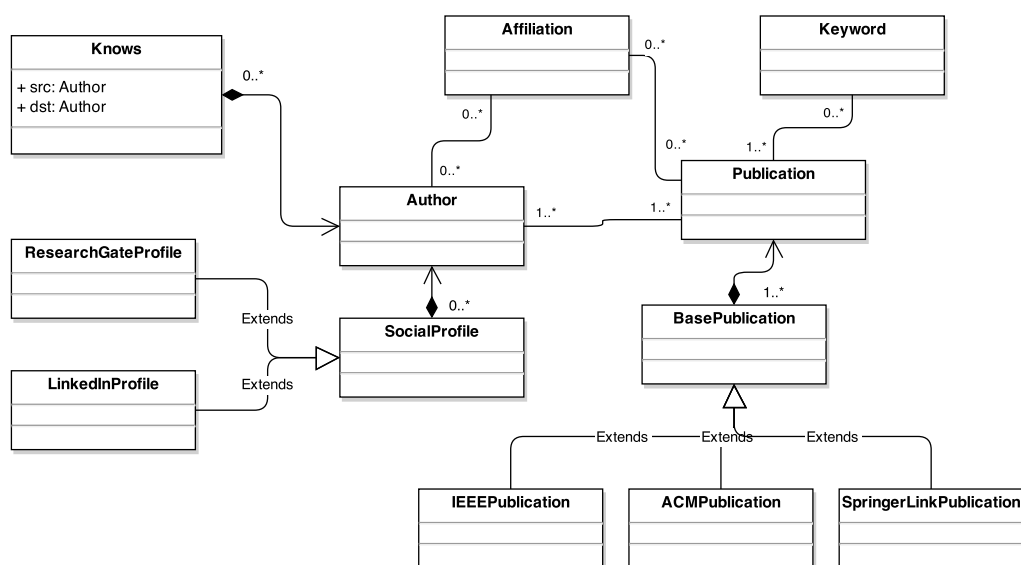 Affiliation
Keyword
Knows
+ src: Author
+ dst: Author
0..*
0..*
0..*
0..*
0..*
1..*
0..*
0..*
Publication
Author
1..*
1..*
ResearchGateProfile
Extends
0..*
SocialProfile
1..*
BasePublication
LinkedInProfile
Extends
Extends
Extends
Extends
IEEEPublication
ACMPublication
SpringerLinkPublication